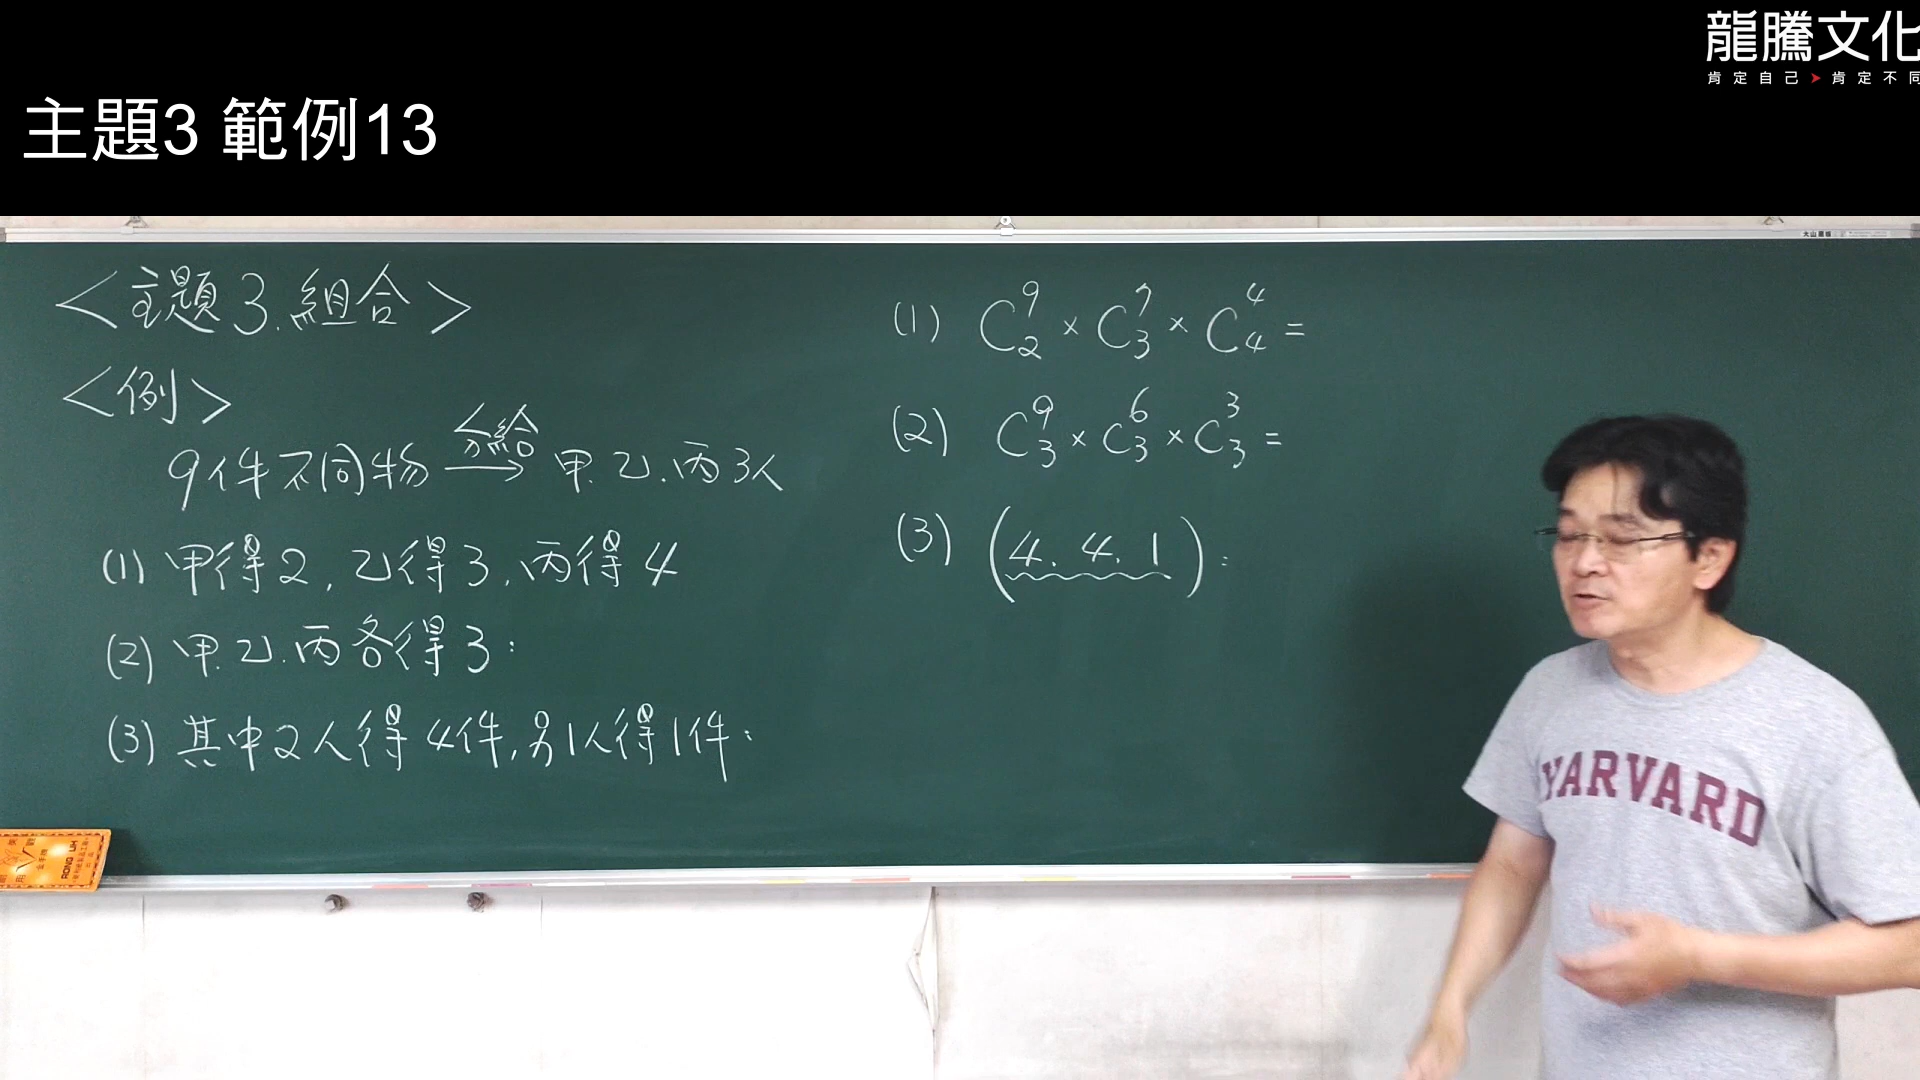 龍騰文化
肯定自己➤肯定不同
主題3 範例13
<主題3.組合>
<例>
9件不同物 分給→ 甲.乙.丙3人
(1) 甲得2,乙得3,丙得4
(2) 甲.乙.丙各得3:
(3) 其中2人得4件,另1人得1件:
(1) C⁹₂ × C⁷₃ × C⁴₄ =
(2) C⁹₃ × C⁶₃ × C³₃ =
(3) (4. 4. 1):
HARVARD
RONG UH